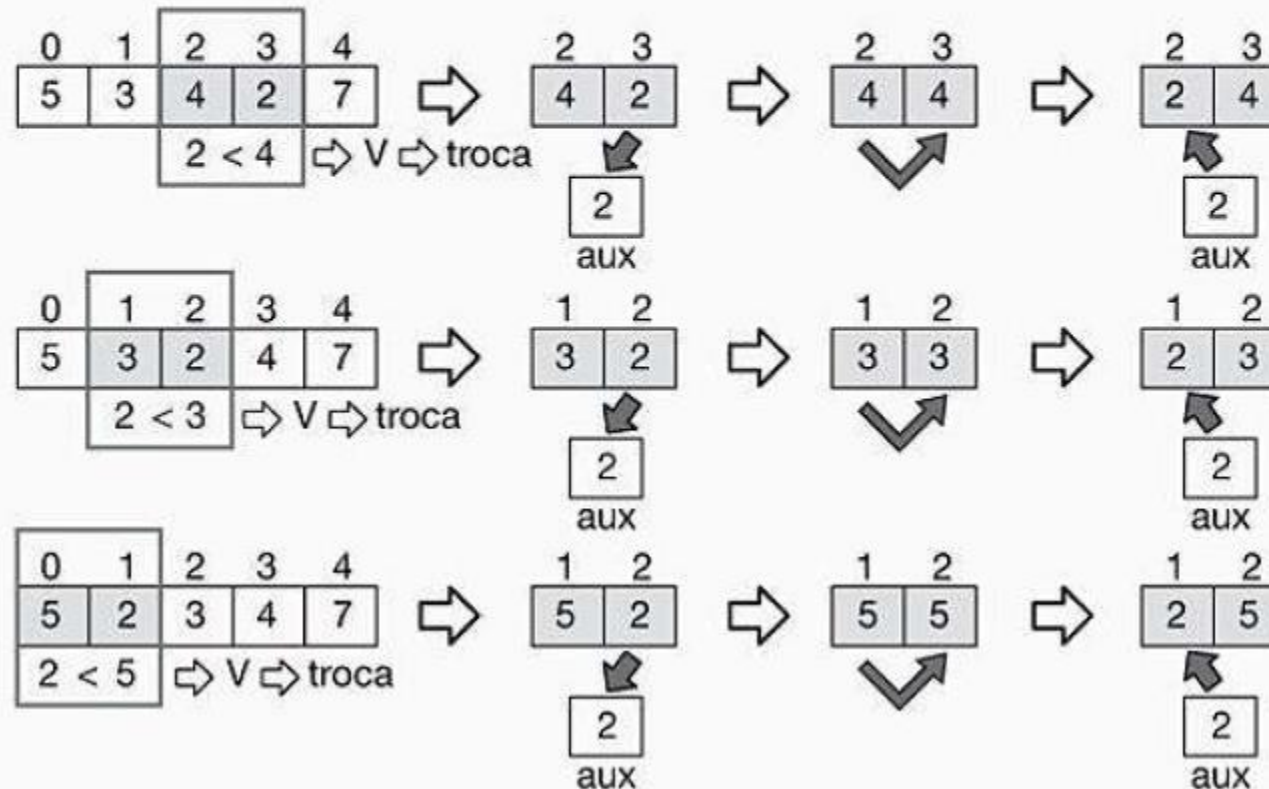 0 1 2 3 4 2 3 2 3 2 3
5 3 4 2 7 4 2 4 4 2 4
2 < 4 V troca
2 2
aux aux
0 1 2 3 4 1 2 1 2 1 2
5 3 2 4 7 3 2 3 3 2 3
2 < 3 V troca
2 2
aux aux
0 1 2 3 4 1 2 1 2 1 2
5 2 3 4 7 5 2 5 5 2 5
2 < 5 V troca
2 2
aux aux